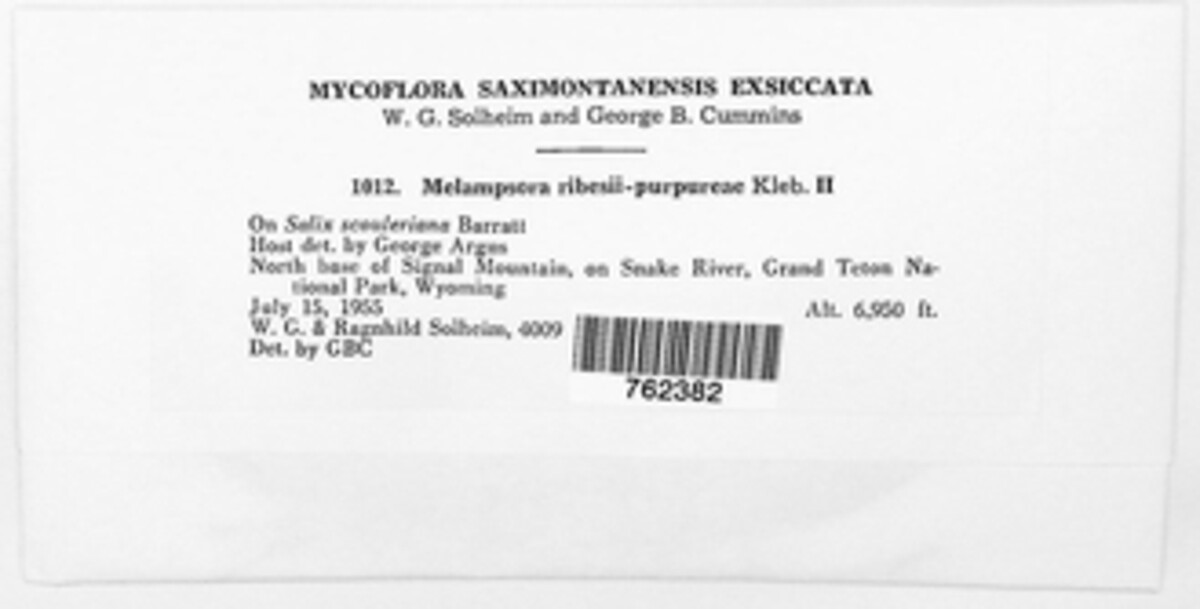 MYCOFLORA SAXIMONTANENSIS EXSICCATA
W. G. Solheim and George B. Cummins
1012. Melampsora ribesii-purpureae Kleb. II
On Salix scouleriana Barratt
Host det. by George Argus
North base of Signal Mountain, on Snake River, Grand Teton Na-
tional Park, Wyoming
July 15, 1955 Alt. 6,950 ft.
W. G. & Ragnhild Solheim, 4009
Det. by GBC
762382